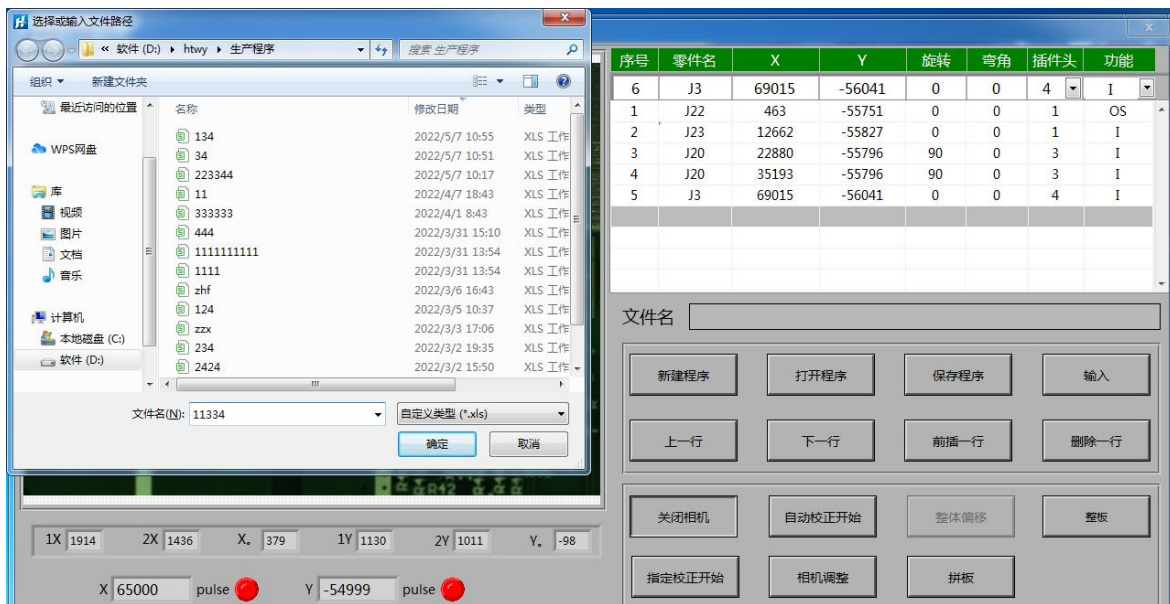 选择或输入文件路径
« 软件 (D:) ▸ htwy ▸ 生产程序
搜索 生产程序
组织 新建文件夹
最近访问的位置
WPS网盘
库
视频
图片
文档
音乐
计算机
本地磁盘 (C:)
软件 (D:)
名称 修改日期 类型
134 2022/5/7 10:55 XLS 工作
34 2022/5/7 10:51 XLS 工作
223344 2022/5/7 10:17 XLS 工作
11 2022/4/7 18:43 XLS 工作
333333 2022/4/1 8:43 XLS 工作
444 2022/3/31 15:10 XLS 工作
1111111111 2022/3/31 13:54 XLS 工作
1111 2022/3/31 13:54 XLS 工作
zhf 2022/3/6 16:43 XLS 工作
124 2022/3/5 10:37 XLS 工作
zzx 2022/3/3 17:06 XLS 工作
234 2022/3/2 19:35 XLS 工作
2424 2022/3/2 15:50 XLS 工作
文件名(N): 11334 自定义类型 (*.xls)
确定 取消
序号 零件名 X Y 旋转 弯角 插件头 功能
6 J3 69015 -56041 0 0 4 I
1 J22 463 -55751 0 0 1 OS
2 J23 12662 -55827 0 0 1 I
3 J20 22880 -55796 90 0 3 I
4 J20 35193 -55796 90 0 3 I
5 J3 69015 -56041 0 0 4 I
文件名
新建程序 打开程序 保存程序 输入
上一行 下一行 前插一行 删除一行
关闭相机 自动校正开始 整体偏移 整板
指定校正开始 相机调整 拼板
R42
1X 1914 2X 1436 X。 379 1Y 1130 2Y 1011 Y。 -98
X 65000 pulse Y -54999 pulse